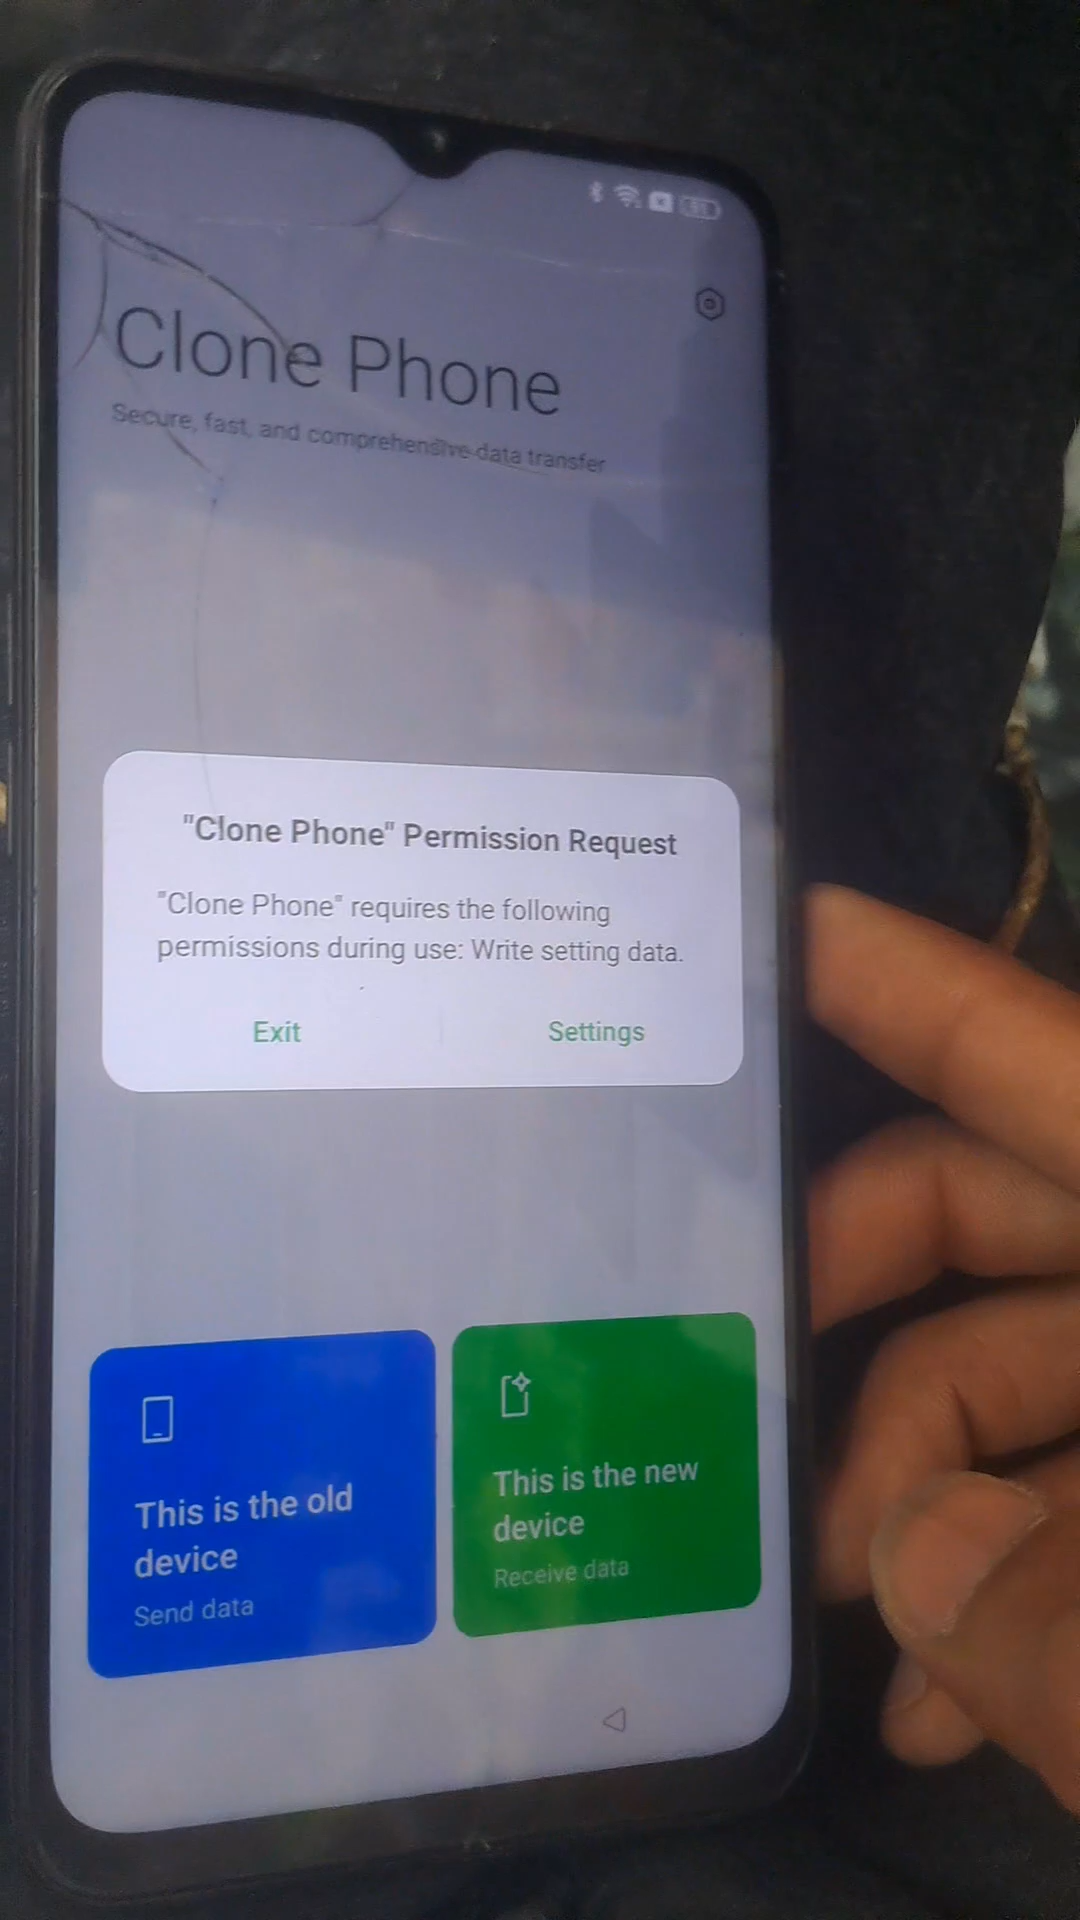 Clone Phone
Secure, fast, and comprehensive data transfer
"Clone Phone" Permission Request
"Clone Phone" requires the following
permissions during use: Write setting data.
Exit
Settings
This is the old
device
Send data
This is the new
device
Receive data